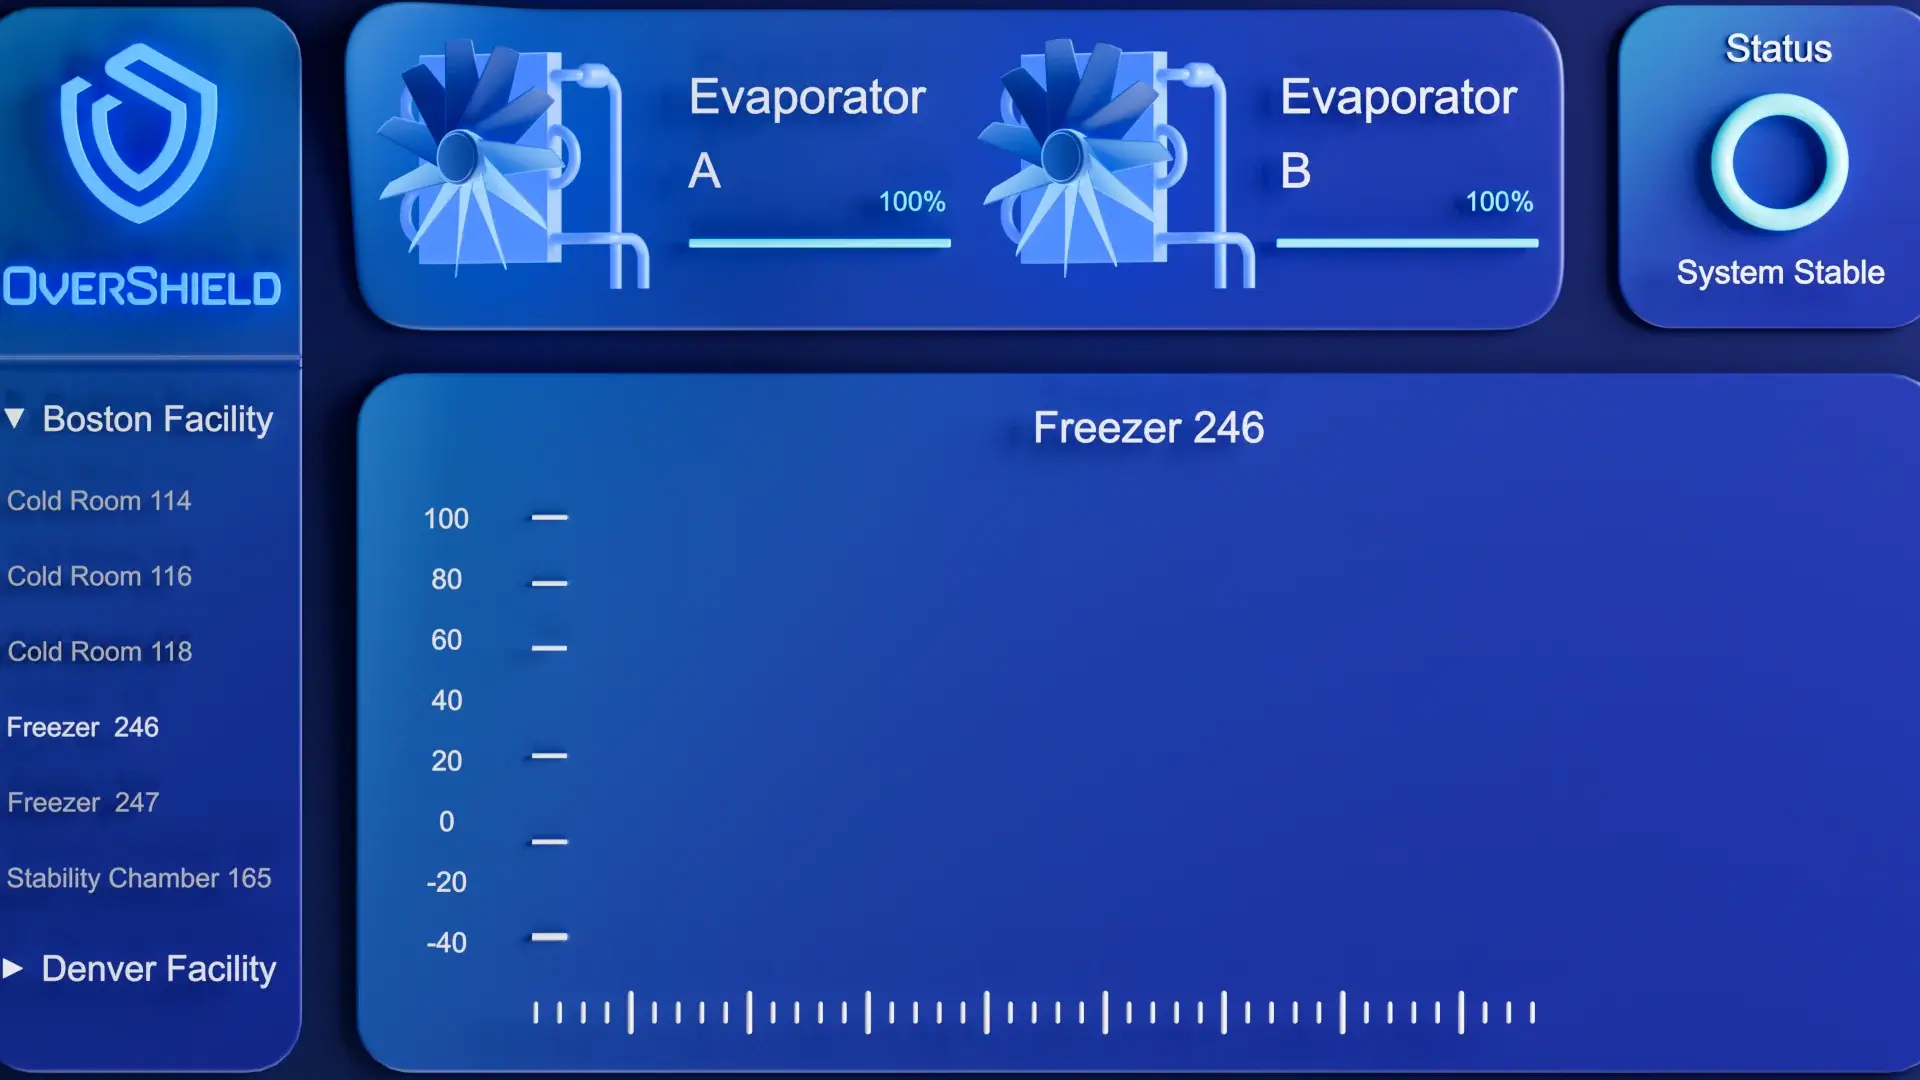 OVERSHIELD
▼ Boston Facility
Cold Room 114
Cold Room 116
Cold Room 118
Freezer 246
Freezer 247
Stability Chamber 165
▶ Denver Facility
Evaporator
A
100%
Evaporator
B
100%
Status
System Stable
Freezer 246
100
80
60
40
20
0
-20
-40